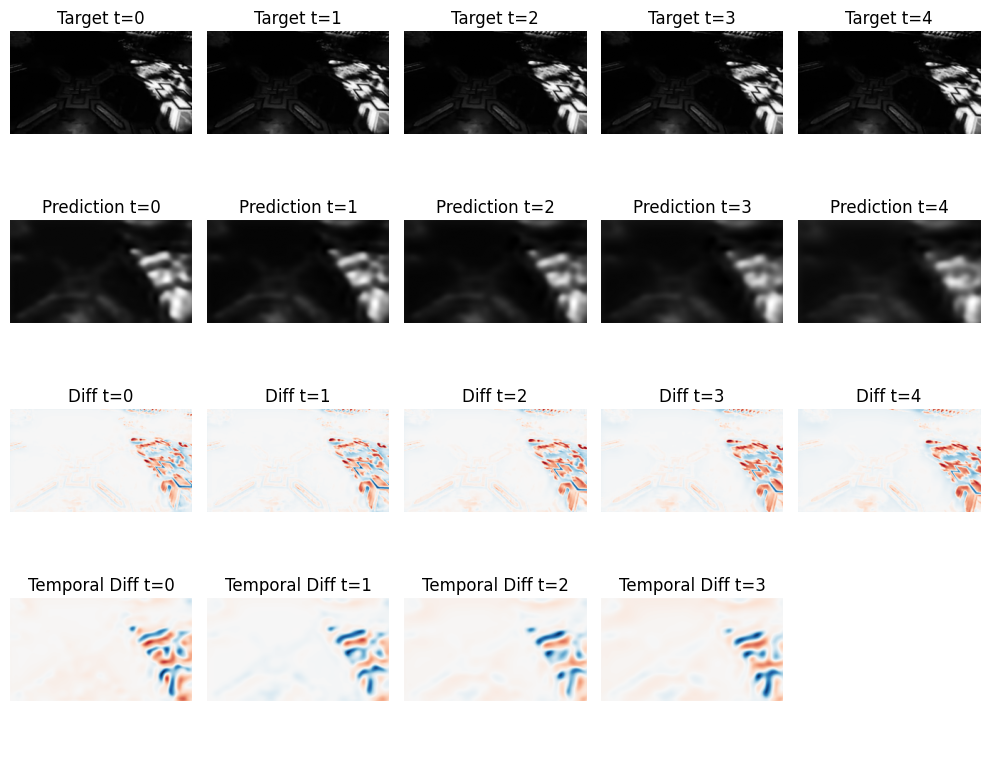 Target t=0
Target t=1
Target t=2
Target t=3
Target t=4
Prediction t=0
Prediction t=1
Prediction t=2
Prediction t=3
Prediction t=4
Diff t=0
Diff t=1
Diff t=2
Diff t=3
Diff t=4
Temporal Diff t=0
Temporal Diff t=1
Temporal Diff t=2
Temporal Diff t=3